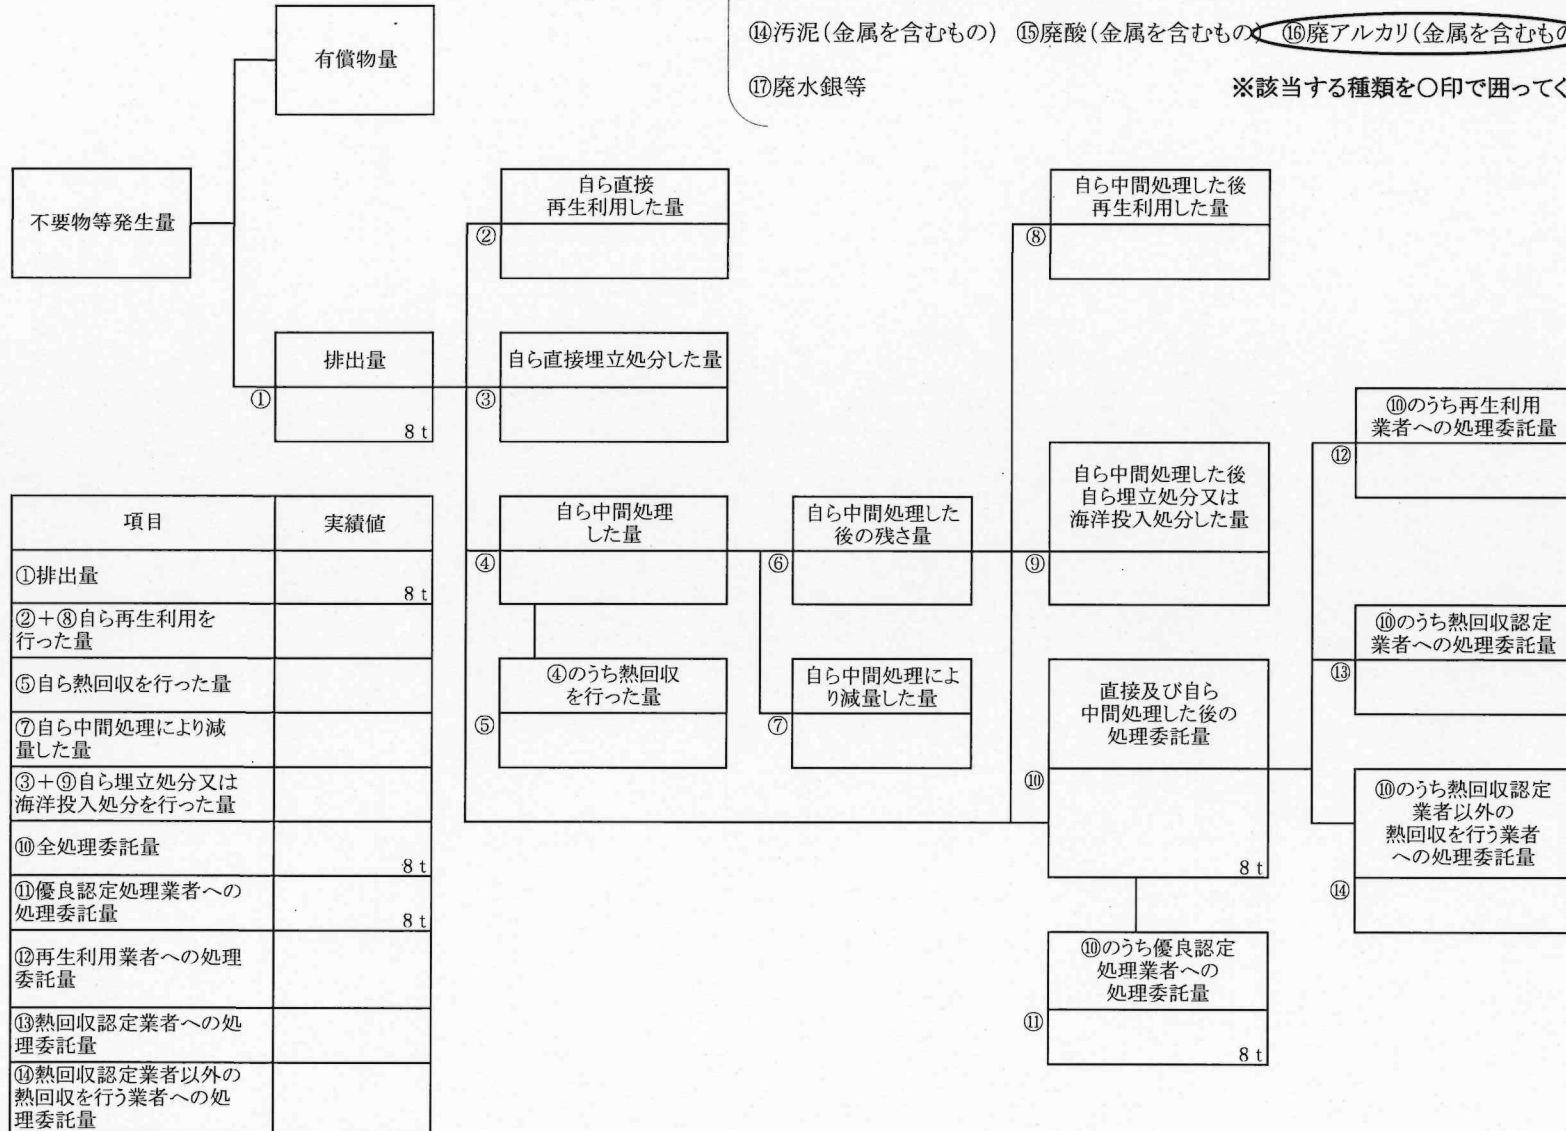 ⑭汚泥(金属を含むもの) ⑮廃酸(金属を含むもの) ⑯廃アルカリ(金属を含むもの
⑰廃水銀等
※該当する種類を○印で囲ってく
有償物量
不要物等発生量
自ら直接
再生利用した量
②
自ら中間処理した後
再生利用した量
⑧
排出量
①
8 t
自ら直接埋立処分した量
③
⑩のうち再生利用
業者への処理委託量
⑫
自ら中間処理
した量
④
自ら中間処理した
後の残さ量
⑥
自ら中間処理した後
自ら埋立処分又は
海洋投入処分した量
⑨
④のうち熱回収
を行った量
⑤
自ら中間処理によ
り減量した量
⑦
直接及び自ら
中間処理した後の
処理委託量
⑩
8 t
⑩のうち熱回収認定
業者への処理委託量
⑬
⑩のうち熱回収認定
業者以外の
熱回収を行う業者
への処理委託量
⑭
⑩のうち優良認定
処理業者への
処理委託量
⑪
8 t
項目 実績値
①排出量
8 t
②+⑧自ら再生利用を
行った量
⑤自ら熱回収を行った量
⑦自ら中間処理により減
量した量
③+⑨自ら埋立処分又は
海洋投入処分を行った量
⑩全処理委託量
8 t
⑪優良認定処理業者への
処理委託量
8 t
⑫再生利用業者への処理
委託量
⑬熱回収認定業者への処
理委託量
⑭熱回収認定業者以外の
熱回収を行う業者への処
理委託量